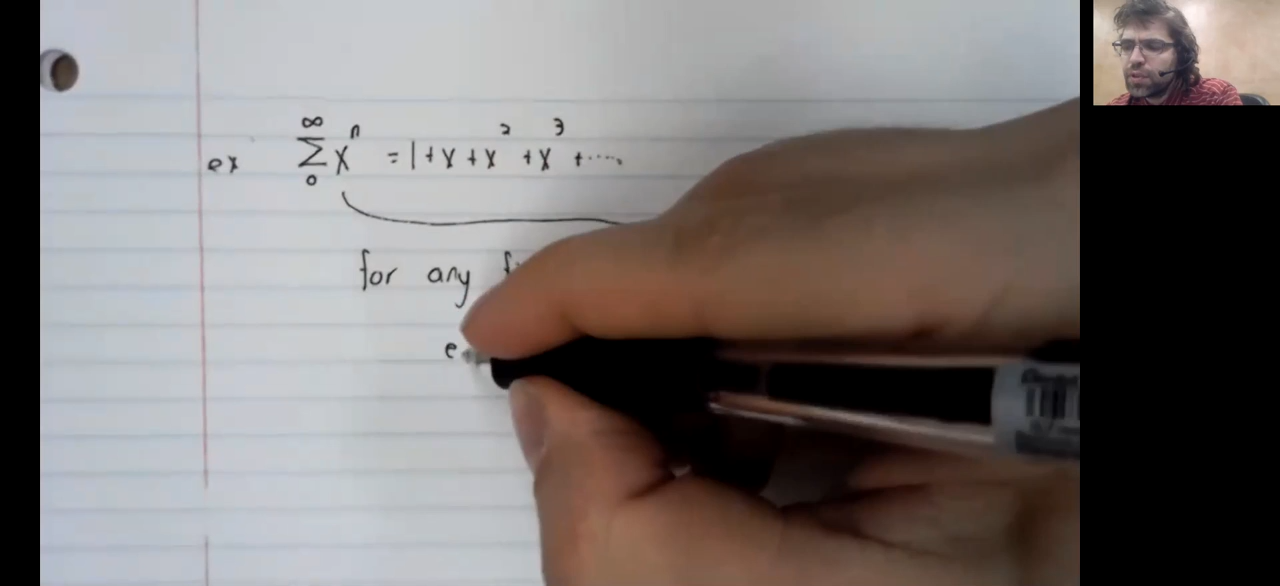 ex ∞ Σ 0 xⁿ = 1 + x + x² + x³ + ....
for any
e